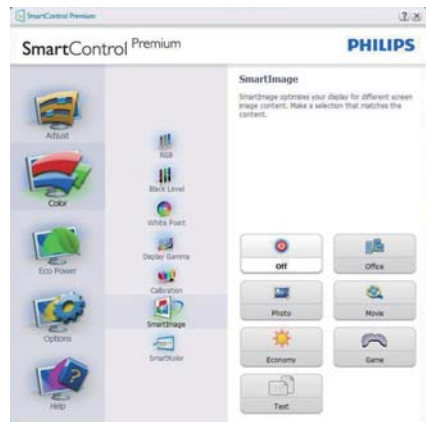 SmartControl Premium
SmartControl Premium
PHILIPS
Adjust
Color
Eco Power
Options
Help
RGB
Black Level
White Point
Display Gamma
Calibration
SmartImage
SmartKolor
SmartImage
SmartImage optimizes your display for different screen
image content. Make a selection that matches the
content.
Off
Office
Photo
Movie
Economy
Game
Text